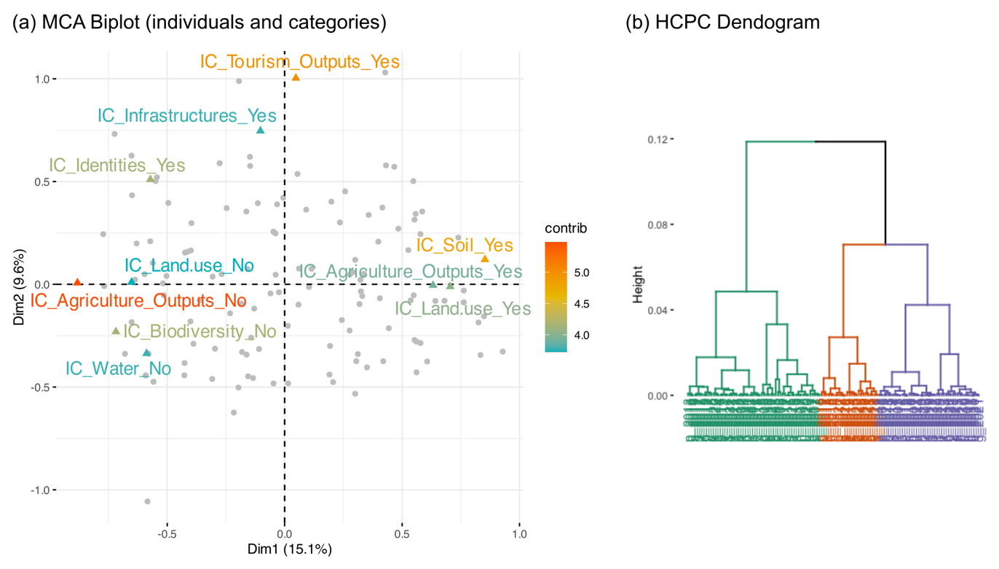 (a) MCA Biplot (individuals and categories)
(b) HCPC Dendogram
IC_Tourism_Outputs_Yes
IC_Infrastructures_Yes
IC_Identities_Yes
IC_Soil_Yes
IC_Land.use_No
IC_Agriculture_Outputs_Yes
IC_Agriculture_Outputs_No
IC_Land.use_Yes
IC_Biodiversity_No
IC_Water_No
1.0
0.5
0.0
-0.5
-1.0
Dim2 (9.6%)
-0.5
0.0
0.5
1.0
Dim1 (15.1%)
contrib
5.0
4.5
4.0
0.12
0.08
0.04
0.00
Height